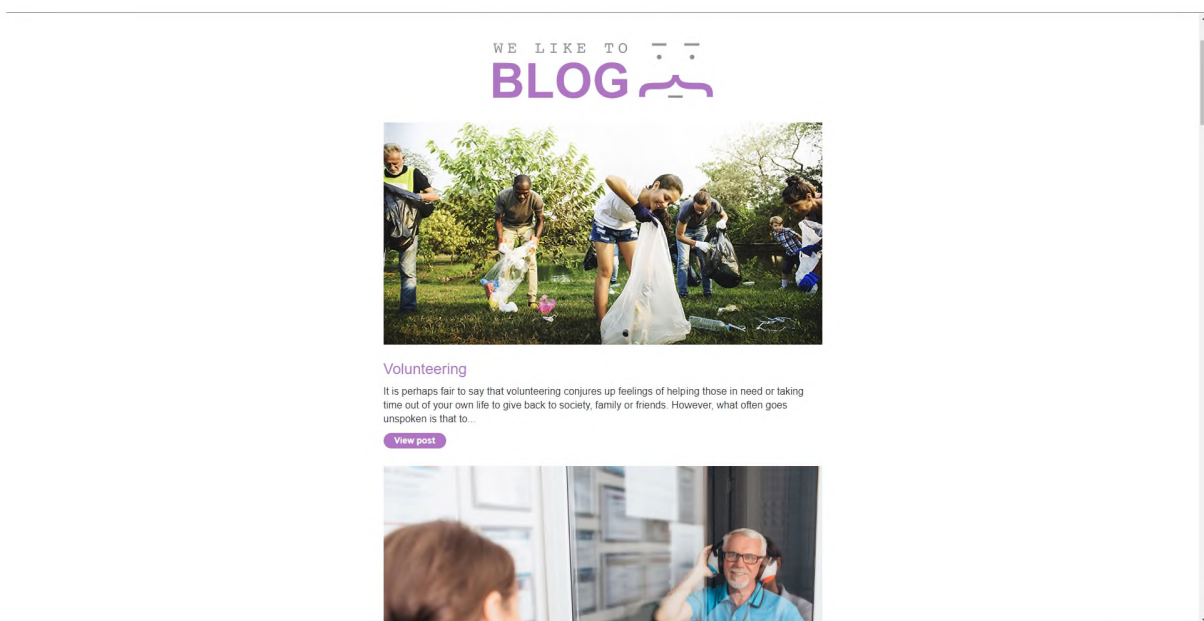 WE LIKE TO
BLOG
Volunteering
It is perhaps fair to say that volunteering conjures up feelings of helping those in need or taking
time out of your own life to give back to society, family or friends. However, what often goes
unspoken is that to...
View post